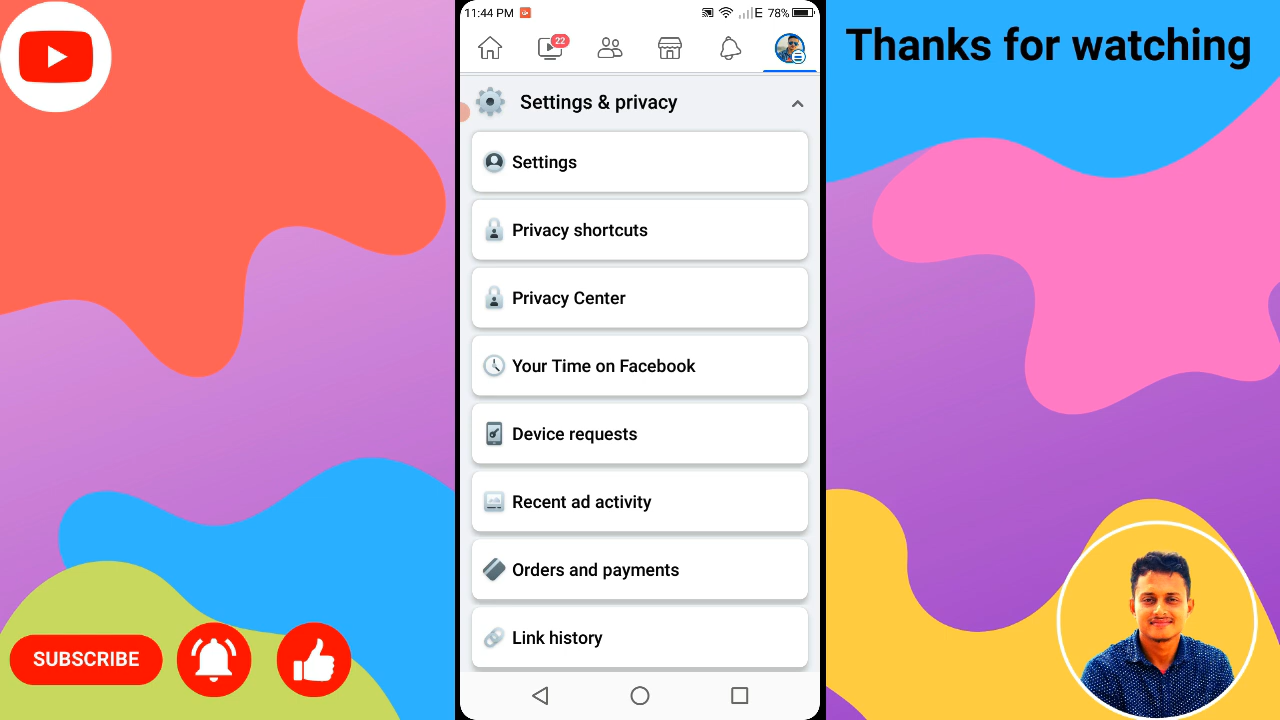 11:44 PM
E 78%
22
Thanks for watching
Settings & privacy
Settings
Privacy shortcuts
Privacy Center
Your Time on Facebook
Device requests
Recent ad activity
Orders and payments
Link history
SUBSCRIBE